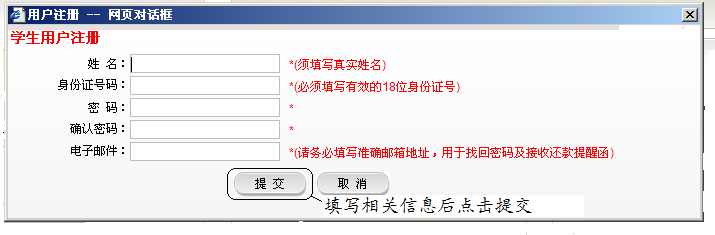 用户注册 -- 网页对话框
学生用户注册
姓 名： *(须填写真实姓名)
身份证号码： *(必须填写有效的18位身份证号)
密 码： *
确认密码： *
电子邮件： *(请务必填写准确邮箱地址，用于找回密码及接收还款提醒函)
提 交 取 消
填写相关信息后点击提交